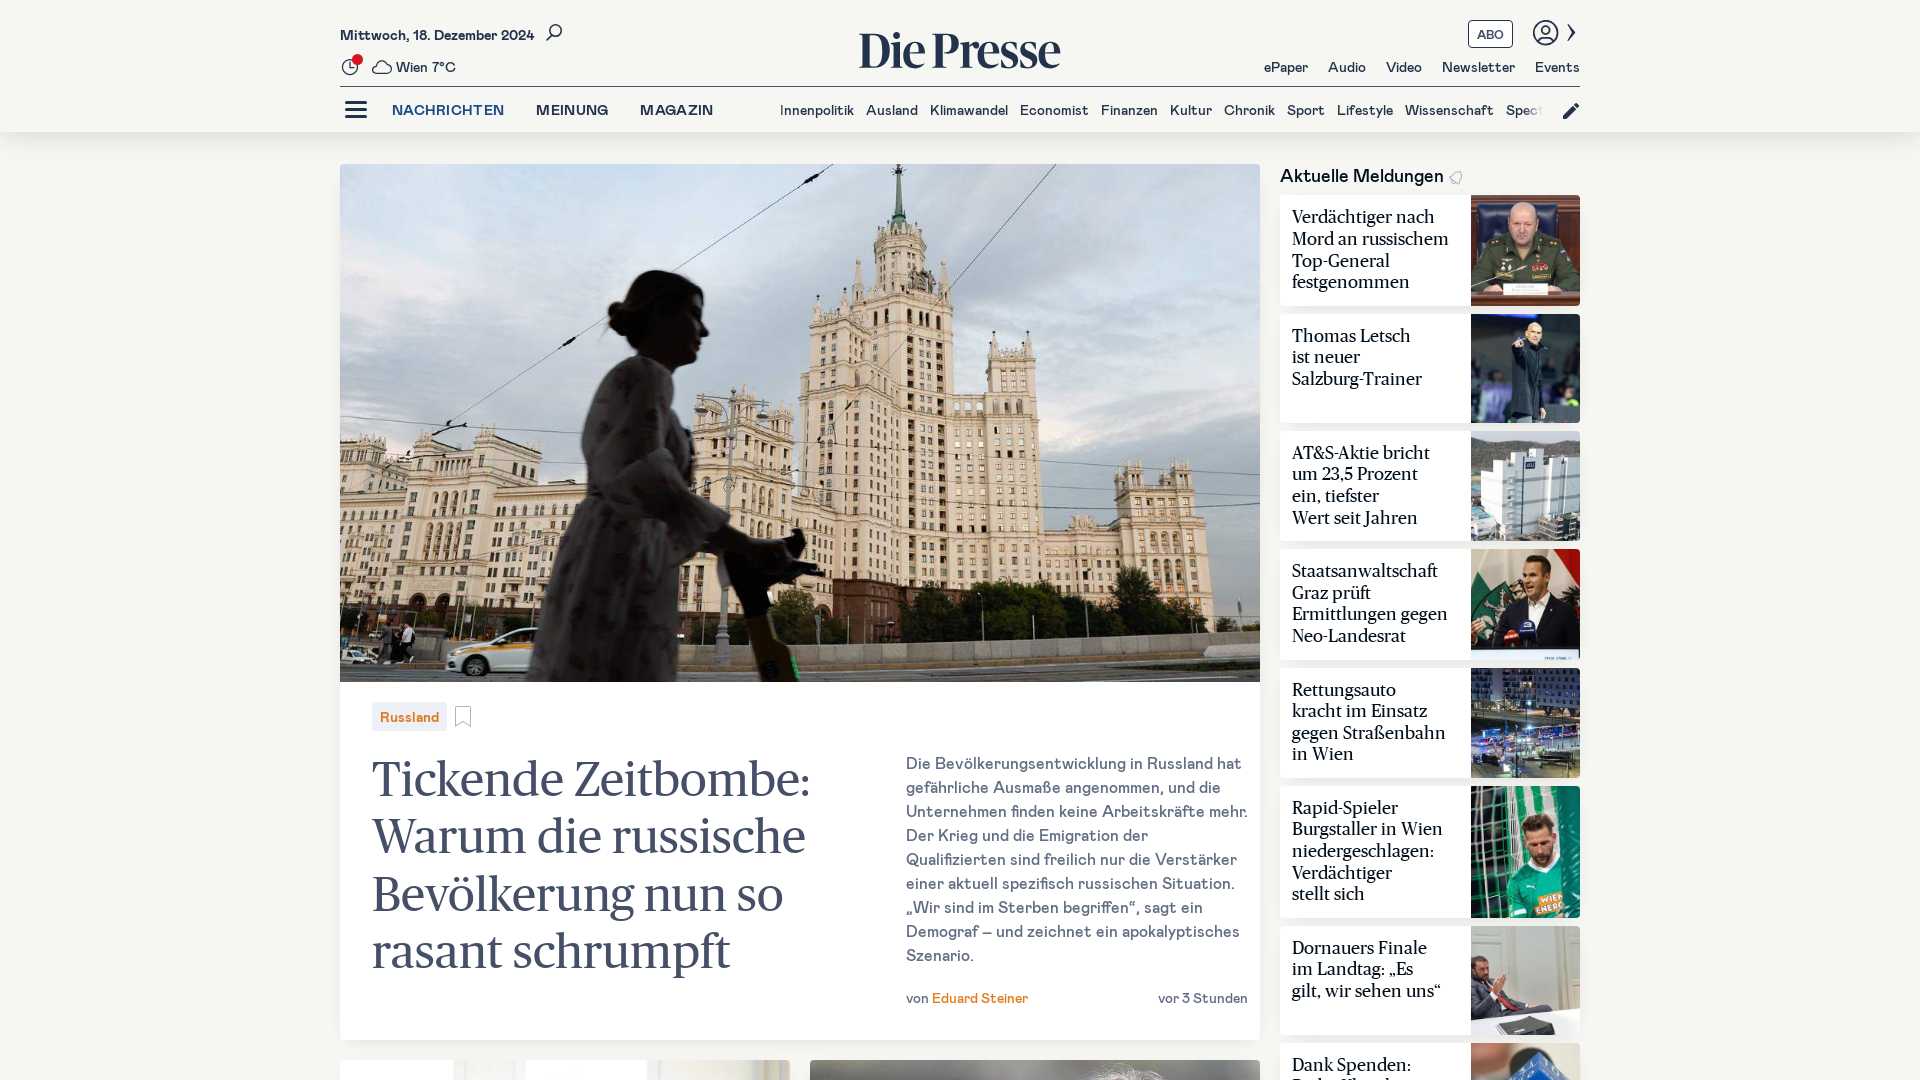 Mittwoch, 18. Dezember 2024
Wien 7°C
Die Presse
ABO
ePaper Audio Video Newsletter Events
NACHRICHTEN MEINUNG MAGAZIN
Innenpolitik Ausland Klimawandel Economist Finanzen Kultur Chronik Sport Lifestyle Wissenschaft Spect
Russland
Tickende Zeitbombe:
Warum die russische
Bevölkerung nun so
rasant schrumpft
Die Bevölkerungsentwicklung in Russland hat
gefährliche Ausmaße angenommen, und die
Unternehmen finden keine Arbeitskräfte mehr.
Der Krieg und die Emigration der
Qualifizierten sind freilich nur die Verstärker
einer aktuell spezifisch russischen Situation.
„Wir sind im Sterben begriffen“, sagt ein
Demograf – und zeichnet ein apokalyptisches
Szenario.
von Eduard Steiner
vor 3 Stunden
Aktuelle Meldungen
Verdächtiger nach
Mord an russischem
Top-General
festgenommen
Thomas Letsch
ist neuer
Salzburg-Trainer
AT&S-Aktie bricht
um 23,5 Prozent
ein, tiefster
Wert seit Jahren
Staatsanwaltschaft
Graz prüft
Ermittlungen gegen
Neo-Landesrat
Rettungsauto
kracht im Einsatz
gegen Straßenbahn
in Wien
Rapid-Spieler
Burgstaller in Wien
niedergeschlagen:
Verdächtiger
stellt sich
WIEN
ENERG
Dornauers Finale
im Landtag: „Es
gilt, wir sehen uns“
Dank Spenden: